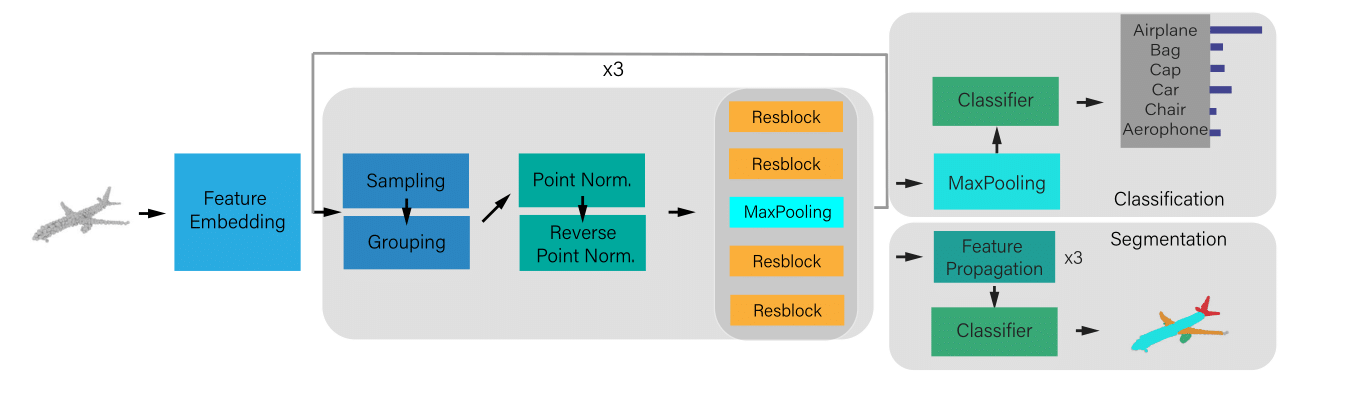 x3
Feature
Embedding
Sampling
Grouping
Point Norm.
Reverse
Point Norm.
Resblock
Resblock
MaxPooling
Resblock
Resblock
Classifier
MaxPooling
Airplane
Bag
Cap
Car
Chair
Aerophone
Classification
Segmentation
Feature
Propagation
x3
Classifier